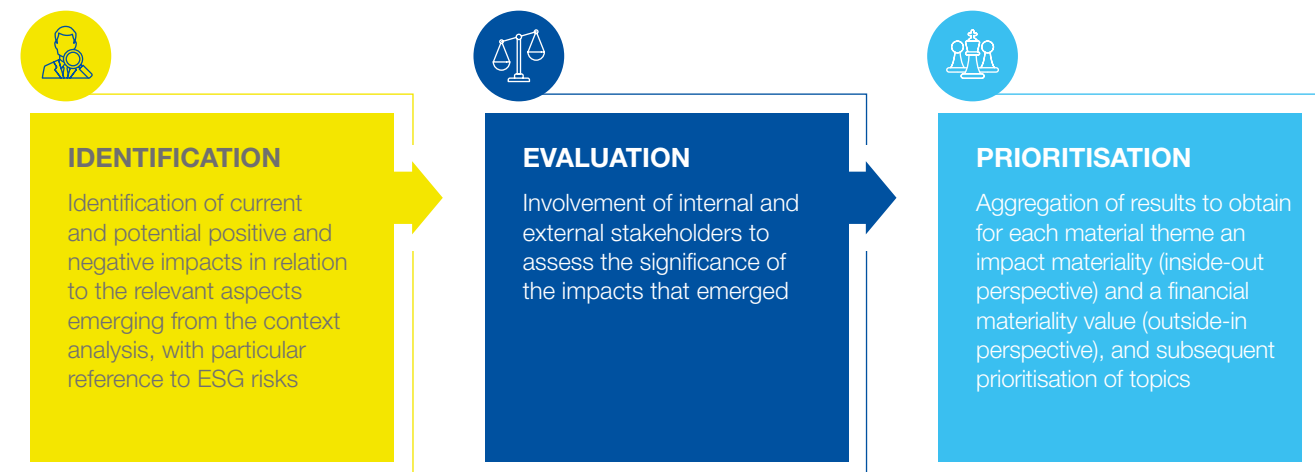 IDENTIFICATION
Identification of current
and potential positive and
negative impacts in relation
to the relevant aspects
emerging from the context
analysis, with particular
reference to ESG risks
EVALUATION
Involvement of internal and
external stakeholders to
assess the significance of
the impacts that emerged
PRIORITISATION
Aggregation of results to obtain
for each material theme an
impact materiality (inside-out
perspective) and a financial
materiality value (outside-in
perspective), and subsequent
prioritisation of topics